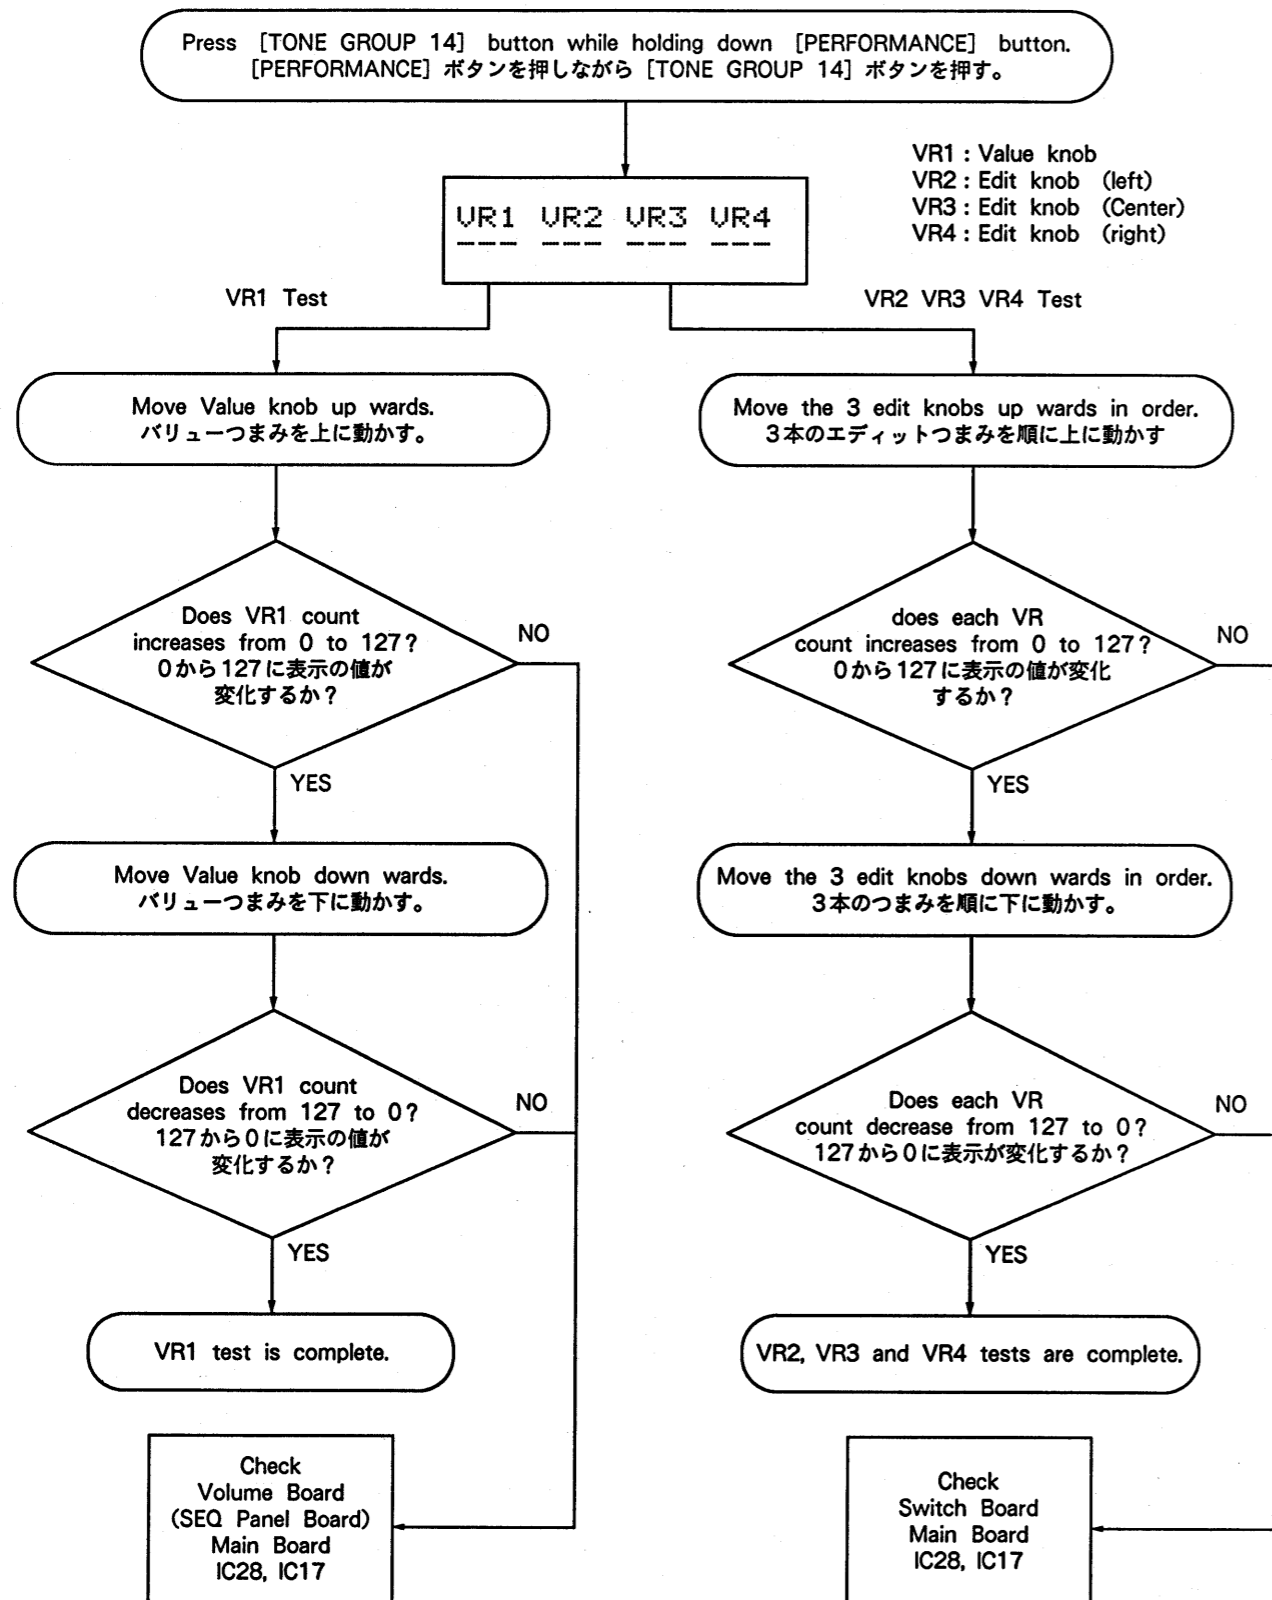 Press [TONE GROUP 14] button while holding down [PERFORMANCE] button.
[PERFORMANCE] ボタンを押しながら [TONE GROUP 14] ボタンを押す。
VR1 : Value knob
VR2 : Edit knob (left)
VR3 : Edit knob (Center)
VR4 : Edit knob (right)
VR1 VR2 VR3 VR4
--- --- --- ---
VR1 Test
VR2 VR3 VR4 Test
Move Value knob up wards.
バリューつまみを上に動かす。
Move the 3 edit knobs up wards in order.
3本のエディットつまみを順に上に動かす
Does VR1 count
increases from 0 to 127?
0から127に表示の値が
変化するか?
NO
does each VR
count increases from 0 to 127?
0から127に表示の値が変化
するか?
NO
YES
YES
Move Value knob down wards.
バリューつまみを下に動かす。
Move the 3 edit knobs down wards in order.
3本のつまみを順に下に動かす。
Does VR1 count
decreases from 127 to 0?
127から0に表示の値が
変化するか?
NO
Does each VR
count decrease from 127 to 0?
127から0に表示が変化するか?
NO
YES
YES
VR1 test is complete.
VR2, VR3 and VR4 tests are complete.
Check
Volume Board
(SEQ Panel Board)
Main Board
IC28, IC17
Check
Switch Board
Main Board
IC28, IC17